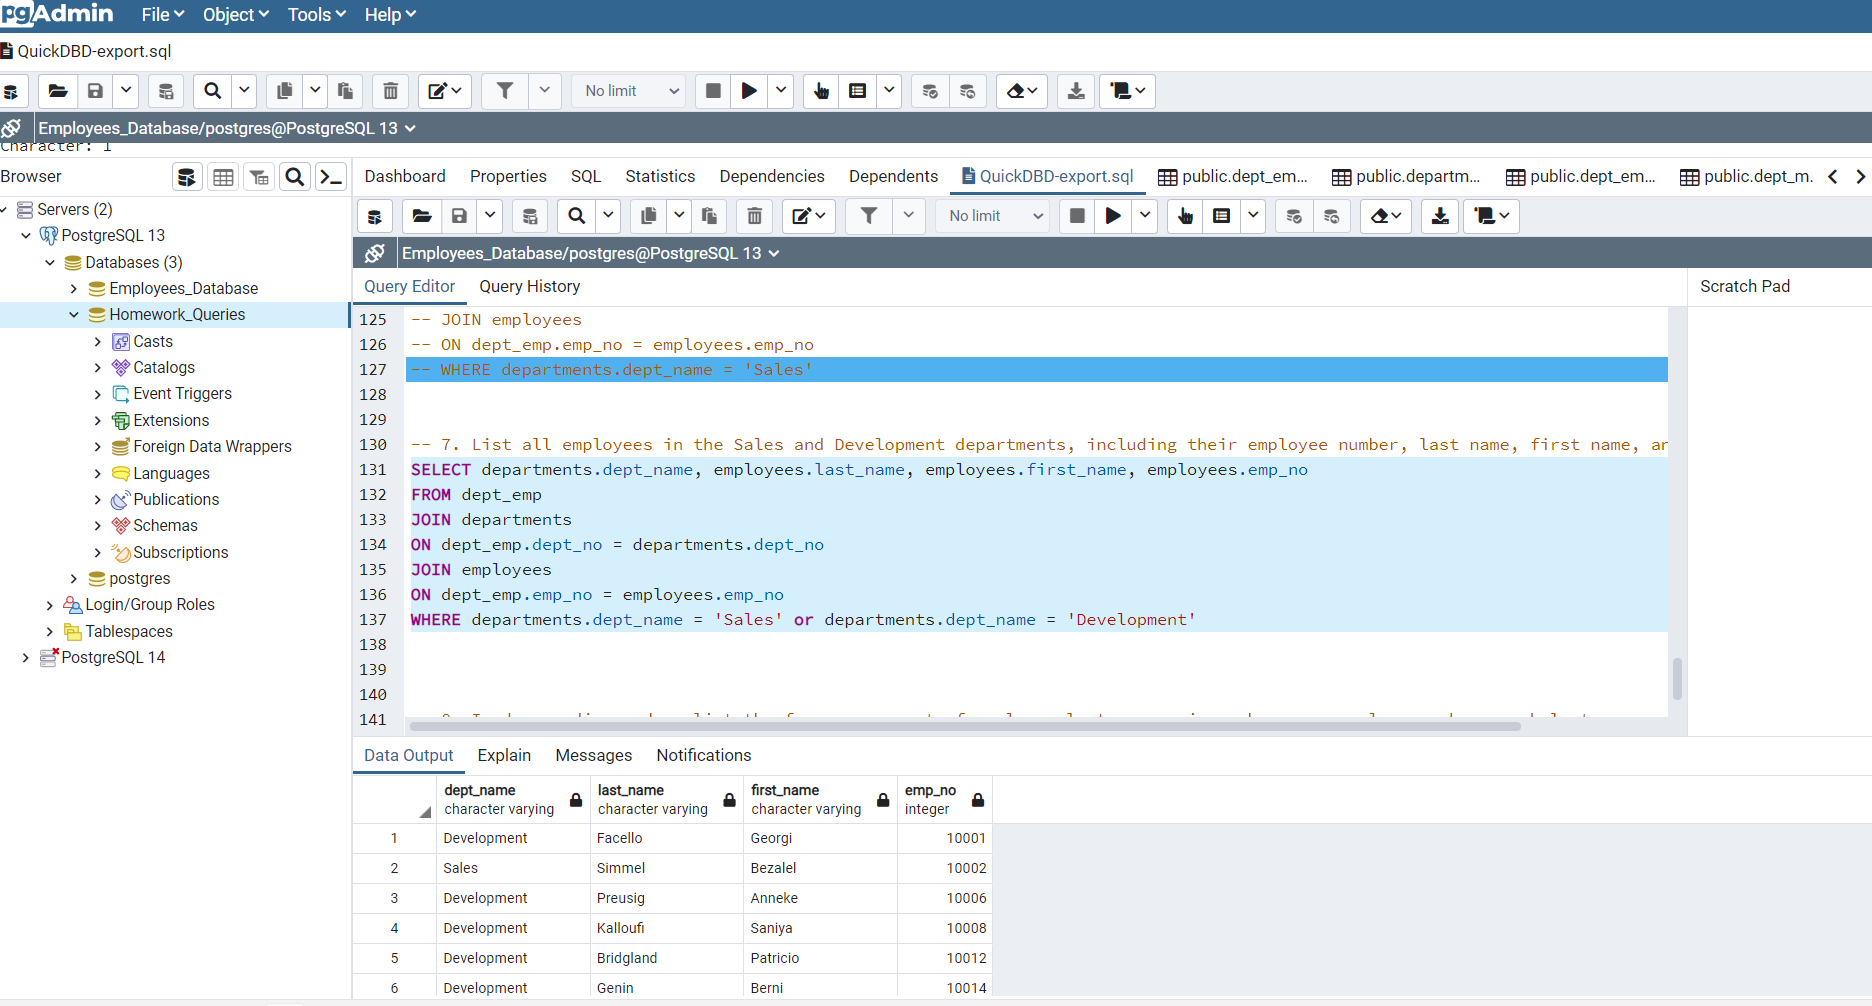 pgAdmin File Object Tools Help
QuickDBD-export.sql
No limit
Employees_Database/postgres@PostgreSQL 13
Character: 1
Browser
Dashboard Properties SQL Statistics Dependencies Dependents QuickDBD-export.sql public.dept_em... public.departm... public.dept_em... public.dept_m.
Servers (2)
PostgreSQL 13
Databases (3)
Employees_Database
Homework_Queries
Casts
Catalogs
Event Triggers
Extensions
Foreign Data Wrappers
Languages
Publications
Schemas
Subscriptions
postgres
Login/Group Roles
Tablespaces
PostgreSQL 14
No limit
Employees_Database/postgres@PostgreSQL 13
Query Editor Query History
Scratch Pad
125 -- JOIN employees
126 -- ON dept_emp.emp_no = employees.emp_no
127 -- WHERE departments.dept_name = 'Sales'
128
129
130 -- 7. List all employees in the Sales and Development departments, including their employee number, last name, first name, an
131 SELECT departments.dept_name, employees.last_name, employees.first_name, employees.emp_no
132 FROM dept_emp
133 JOIN departments
134 ON dept_emp.dept_no = departments.dept_no
135 JOIN employees
136 ON dept_emp.emp_no = employees.emp_no
137 WHERE departments.dept_name = 'Sales' or departments.dept_name = 'Development'
138
139
140
141
Data Output Explain Messages Notifications
dept_name last_name first_name emp_no
character varying character varying character varying integer
1 Development Facello Georgi 10001
2 Sales Simmel Bezalel 10002
3 Development Preusig Anneke 10006
4 Development Kalloufi Saniya 10008
5 Development Bridgland Patricio 10012
6 Development Genin Berni 10014